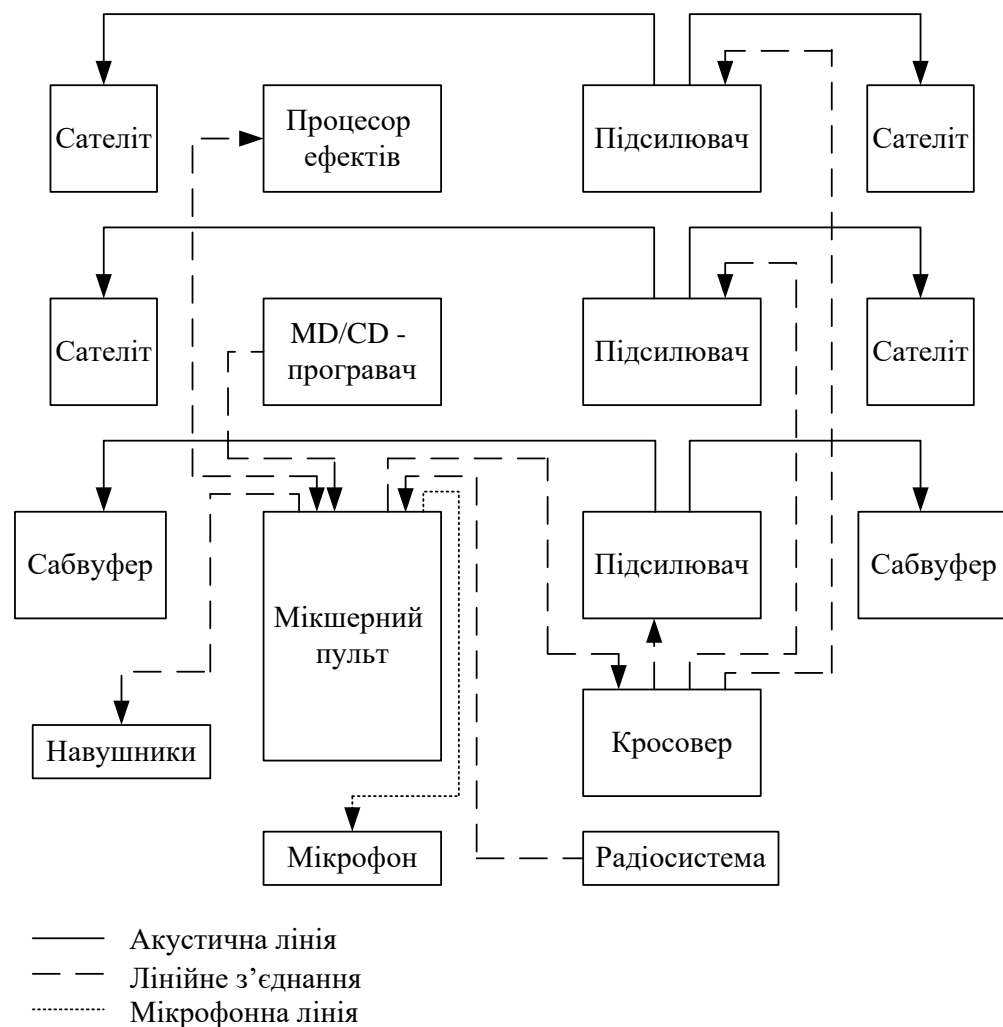 Сателіт
Процесор
ефектів
Підсилювач
Сателіт
Сателіт
MD/CD -
програвач
Підсилювач
Сателіт
Сабвуфер
Мікшерний
пульт
Підсилювач
Сабвуфер
Навушники
Кросовер
Мікрофон
Радіосистема
Акустична лінія
Лінійне з’єднання
Мікрофонна лінія